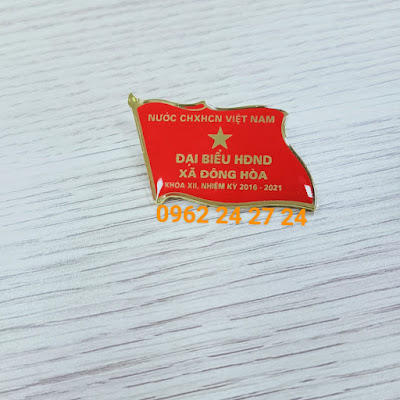 NƯỚC CHXHCN VIỆT NAM
ĐẠI BIỂU HDND
XÃ ĐÔNG HÒA
KHÓA XII, NHIỆM KỲ 2016 - 2021
0962 24 27 24